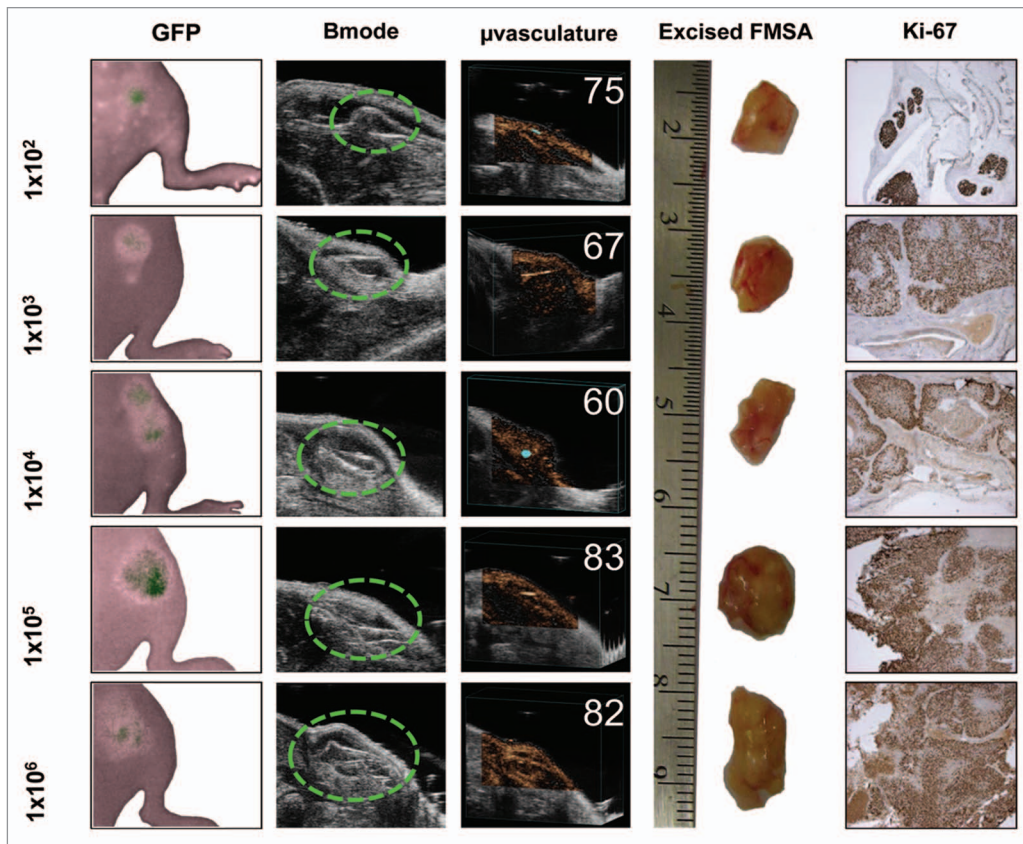 GFP Bmode µvasculature Excised FMSA Ki-67
1x10² 75
2
1x10³ 67
3
4
1x10⁴ 60
5
6
1x10⁵ 83
7
1x10⁶ 82
8
9